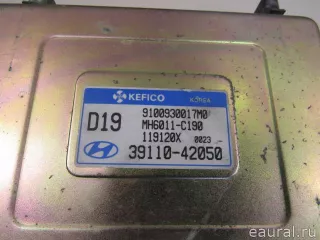 KEFICO KOREA
D19
9100930017M0
MH6011-C190
119120X 0023
39110-42050
© eaural.ru